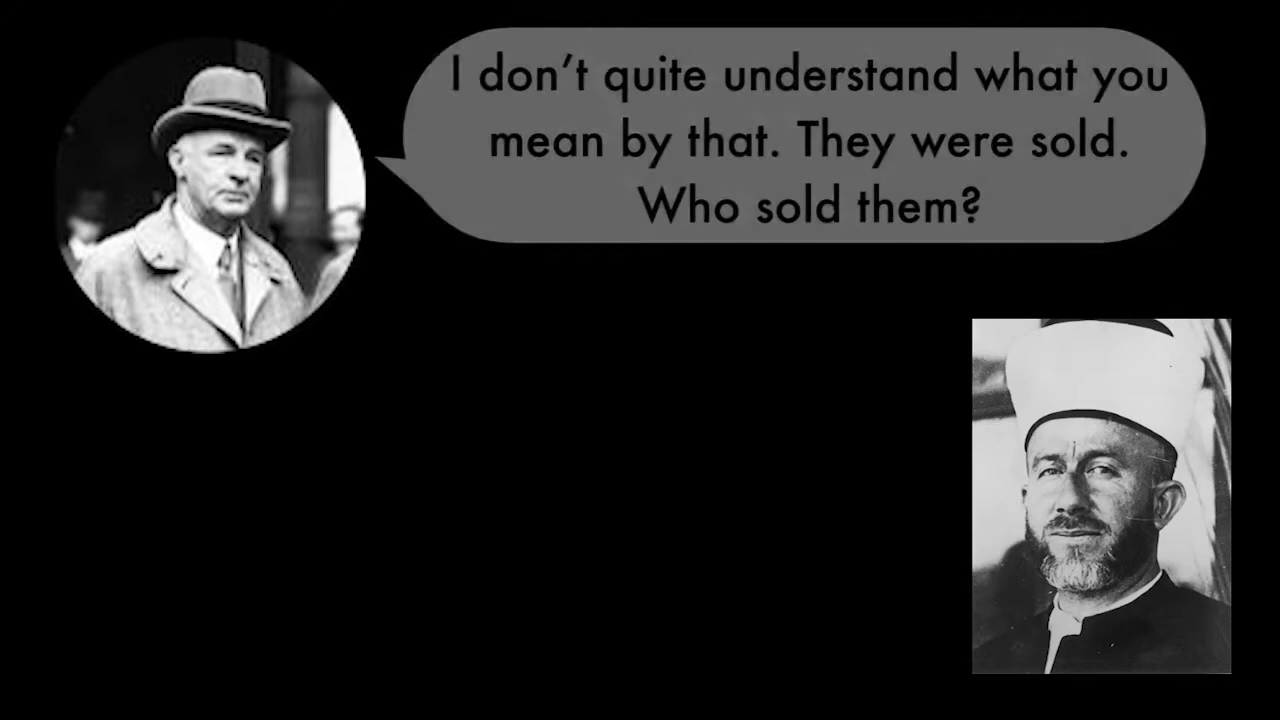 I don’t quite understand what you
mean by that. They were sold.
Who sold them?